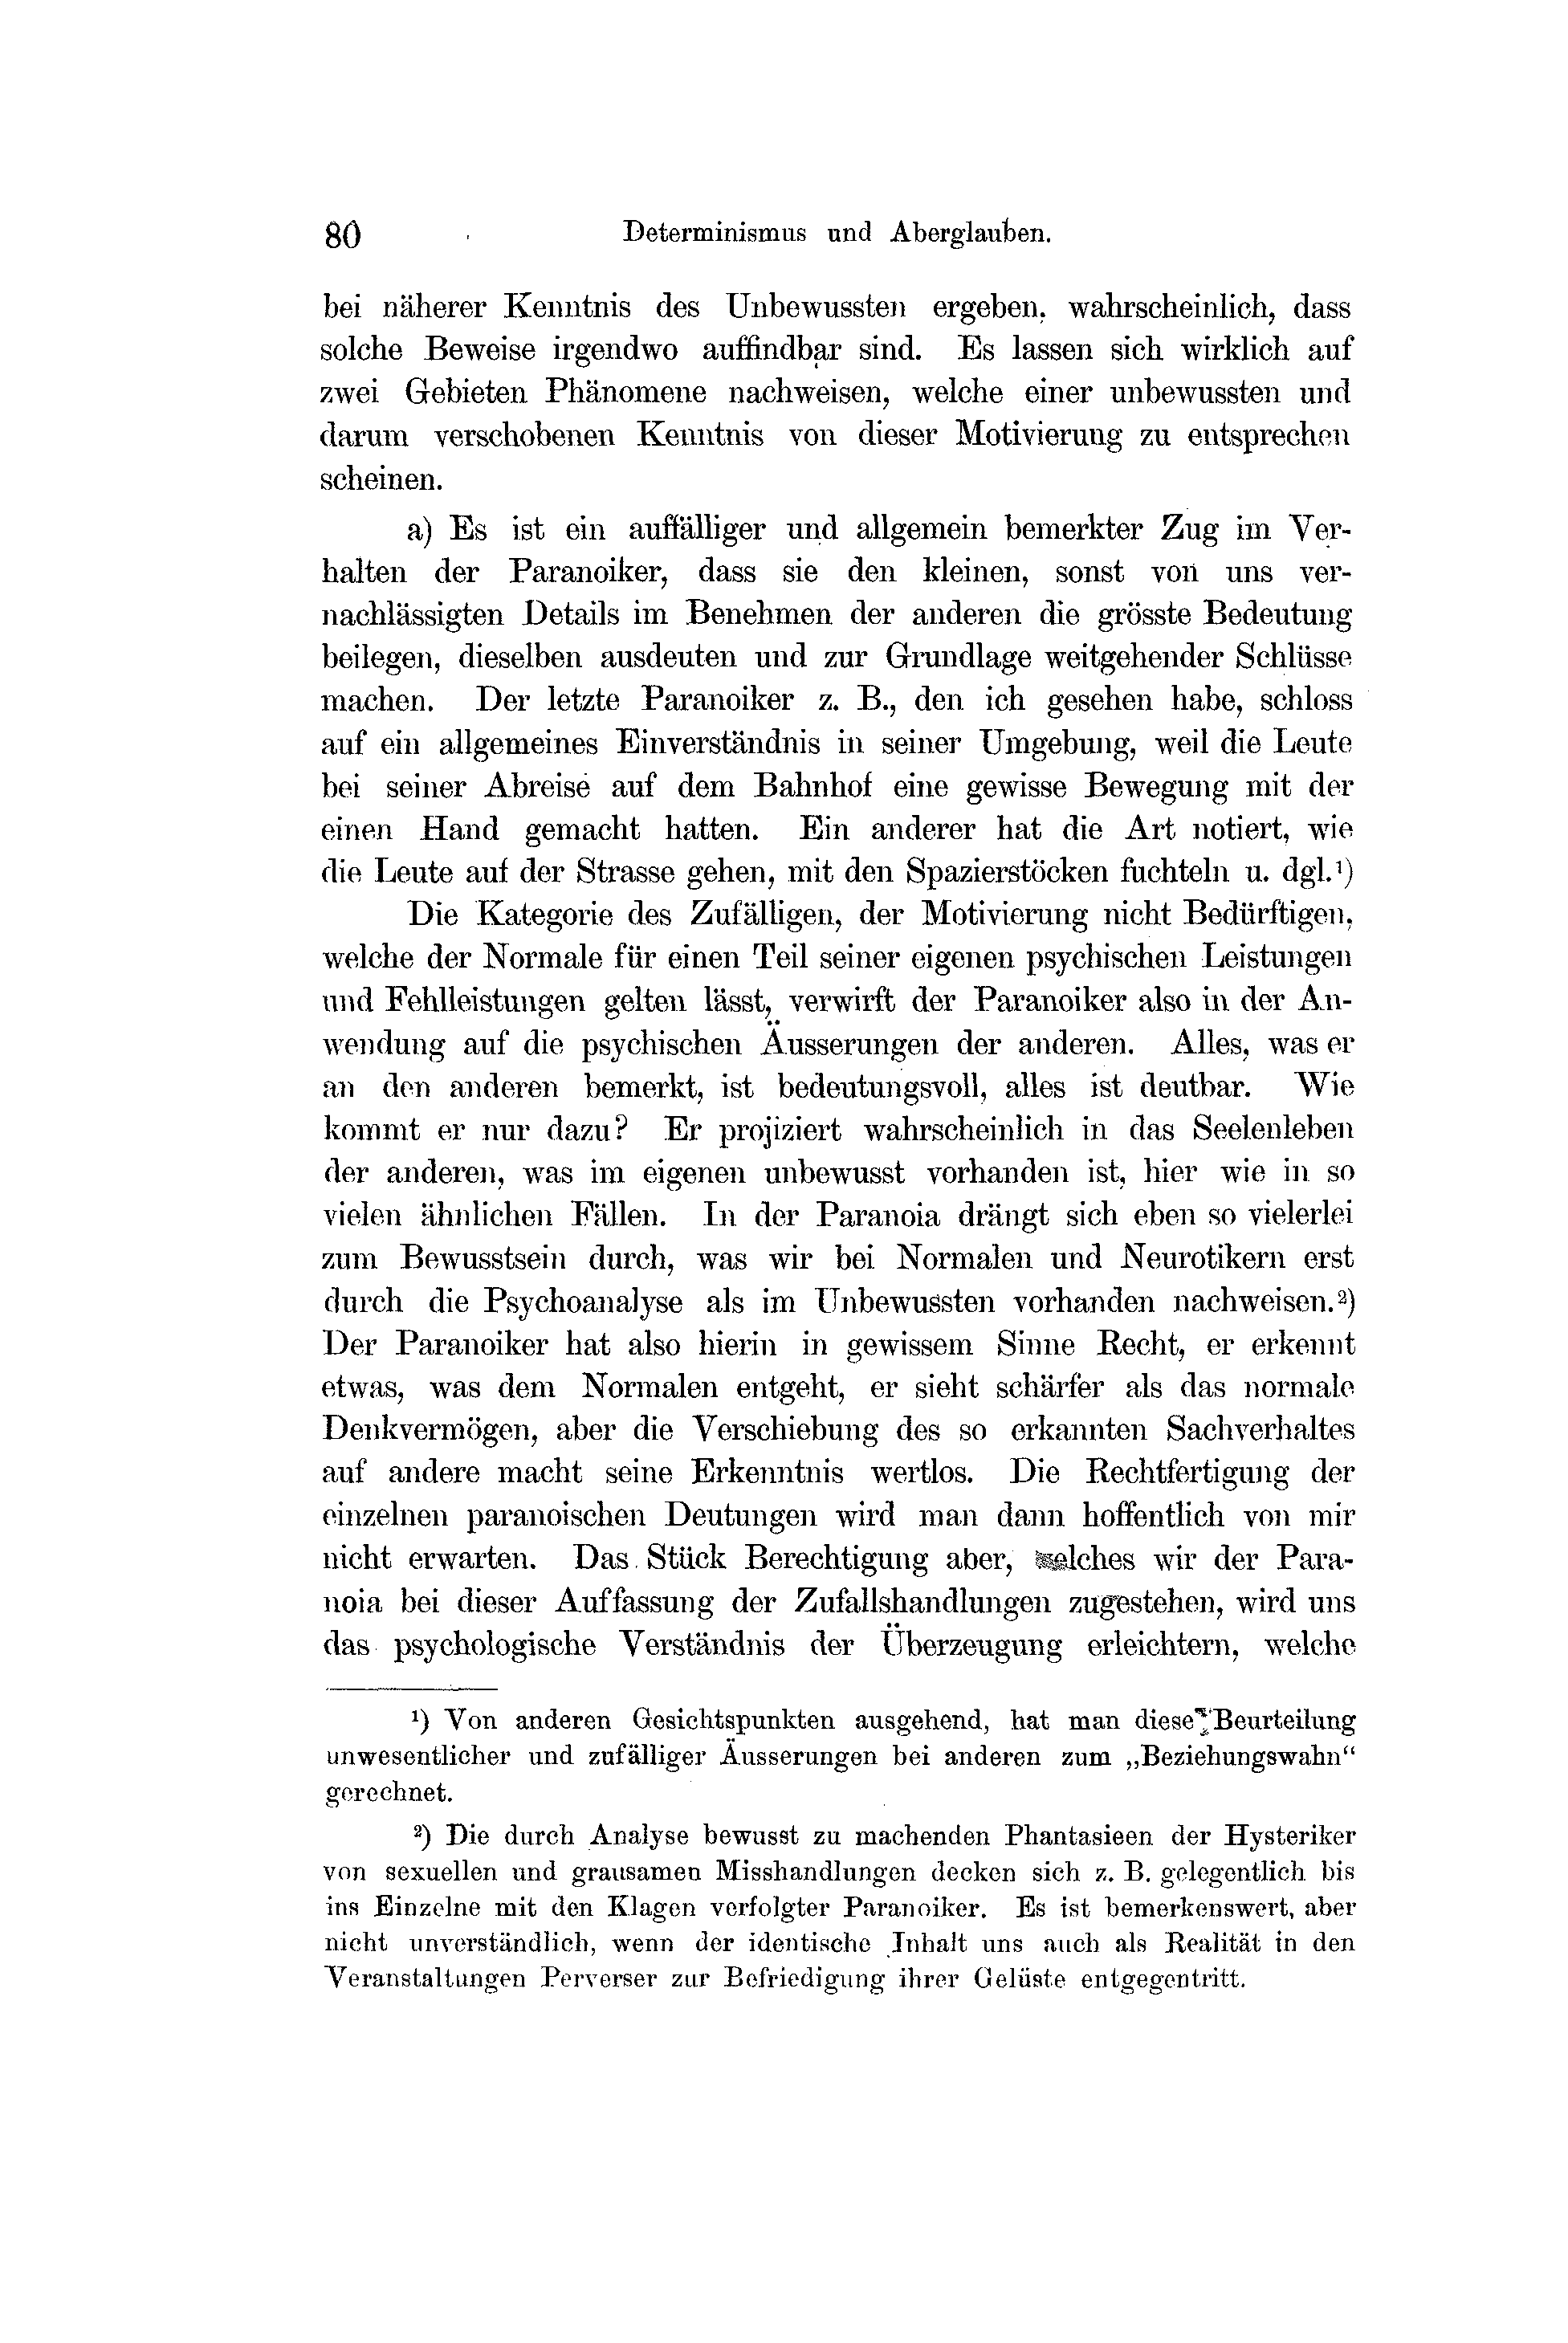 80 Determinismus und Aberglauben.
bei näherer Kenntnis des Unbewussten ergeben, wahrscheinlich, dass
solche Beweise irgendwo auffindbar sind. Es lassen sich wirklich auf
zwei Gebieten Phänomene nachweisen, welche einer unbewussten und
darum verschobenen Kenntnis von dieser Motivierung zu entsprechen
scheinen.
a) Es ist ein auffälliger und allgemein bemerkter Zug im Ver-
halten der Paranoiker, dass sie den kleinen, sonst von uns ver-
nachlässigten Details im Benehmen der anderen die grösste Bedeutung
beilegen, dieselben ausdeuten und zur Grundlage weitgehender Schlüsse
machen. Der letzte Paranoiker z. B., den ich gesehen habe, schloss
auf ein allgemeines Einverständnis in seiner Umgebung, weil die Leute
bei seiner Abreise auf dem Bahnhof eine gewisse Bewegung mit der
einen Hand gemacht hatten. Ein anderer hat die Art notiert, wie
die Leute auf der Strasse gehen, mit den Spazierstöcken fuchteln u. dgl.¹)
Die Kategorie des Zufälligen, der Motivierung nicht Bedürftigen,
welche der Normale für einen Teil seiner eigenen psychischen Leistungen
und Fehlleistungen gelten lässt, verwirft der Paranoiker also in der An-
wendung auf die psychischen Äusserungen der anderen. Alles, was er
an den anderen bemerkt, ist bedeutungsvoll, alles ist deutbar. Wie
kommt er nur dazu? Er projiziert wahrscheinlich in das Seelenleben
der anderen, was im eigenen unbewusst vorhanden ist, hier wie in so
vielen ähnlichen Fällen. In der Paranoia drängt sich eben so vielerlei
zum Bewusstsein durch, was wir bei Normalen und Neurotikern erst
durch die Psychoanalyse als im Unbewussten vorhanden nachweisen.²)
Der Paranoiker hat also hierin in gewissem Sinne Recht, er erkennt
etwas, was dem Normalen entgeht, er sieht schärfer als das normale
Denkvermögen, aber die Verschiebung des so erkannten Sachverhaltes
auf andere macht seine Erkenntnis wertlos. Die Rechtfertigung der
einzelnen paranoischen Deutungen wird man dann hoffentlich von mir
nicht erwarten. Das Stück Berechtigung aber, welches wir der Para-
noia bei dieser Auffassung der Zufallshandlungen zugestehen, wird uns
das psychologische Verständnis der Überzeugung erleichtern, welche
¹) Von anderen Gesichtspunkten ausgehend, hat man diese Beurteilung
unwesentlicher und zufälliger Äusserungen bei anderen zum „Beziehungswahn“
gerechnet.
²) Die durch Analyse bewusst zu machenden Phantasieen der Hysteriker
von sexuellen und grausamen Misshandlungen decken sich z. B. gelegentlich bis
ins Einzelne mit den Klagen verfolgter Paranoiker. Es ist bemerkenswert, aber
nicht unverständlich, wenn der identische Inhalt uns auch als Realität in den
Veranstaltungen Perverser zur Befriedigung ihrer Gelüste entgegentritt.